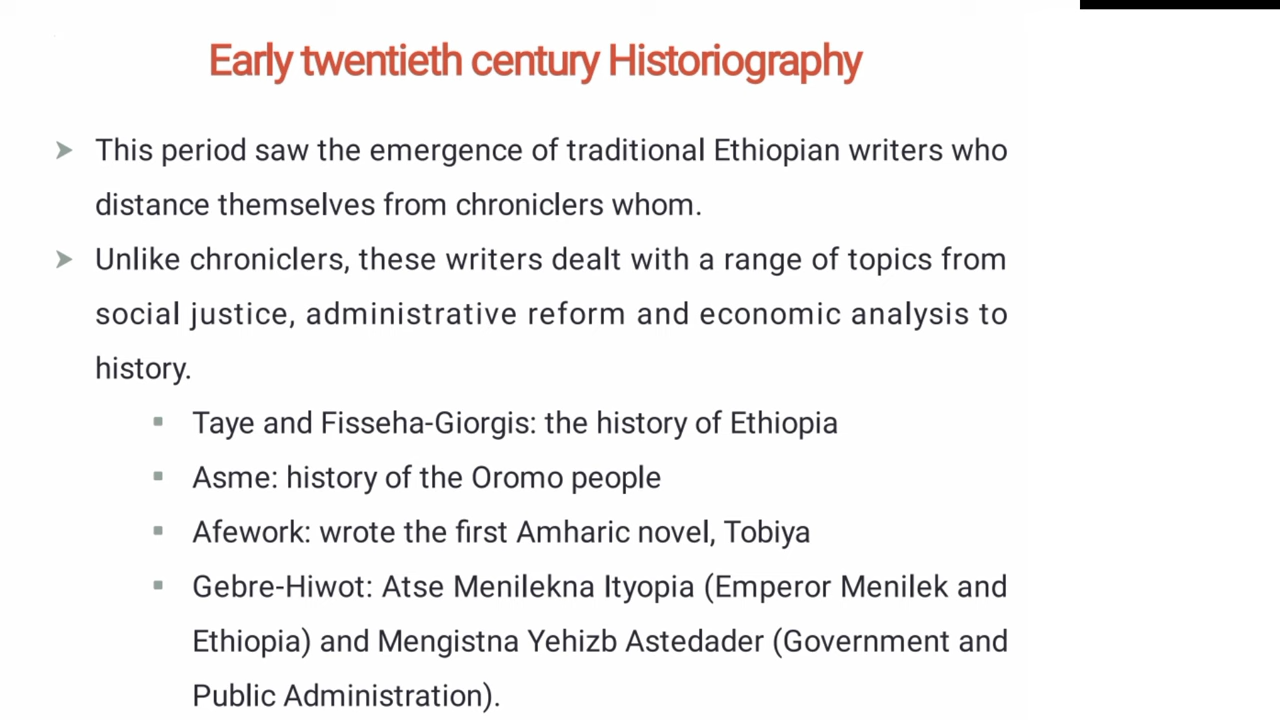 Early twentieth century Historiography
This period saw the emergence of traditional Ethiopian writers who
distance themselves from chroniclers whom.
Unlike chroniclers, these writers dealt with a range of topics from
social justice, administrative reform and economic analysis to
history.
Taye and Fisseha-Giorgis: the history of Ethiopia
Asme: history of the Oromo people
Afework: wrote the first Amharic novel, Tobiya
Gebre-Hiwot: Atse Menilekna Ityopia (Emperor Menilek and
Ethiopia) and Mengistna Yehizb Astedader (Government and
Public Administration).